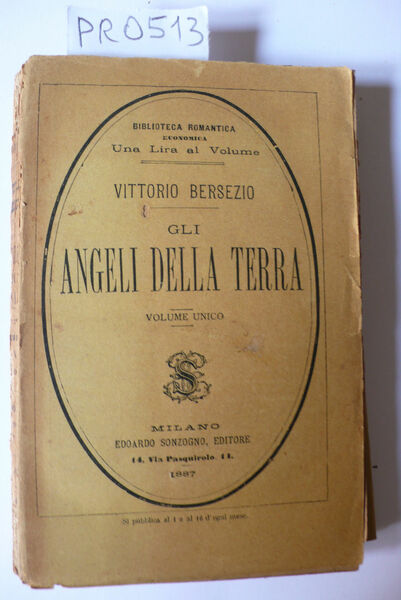 PRO513
BIBLIOTECA ROMANTICA
ECONOMICA
Una Lira al Volume
VITTORIO BERSEZIO
GLI
ANGELI DELLA TERRA
VOLUME UNICO
S
MILANO
EDOARDO SONZOGNO, EDITORE
14, Via Pasquirolo, 14.
1887
Si pubblica al 1 e al 16 d'ogni mese.